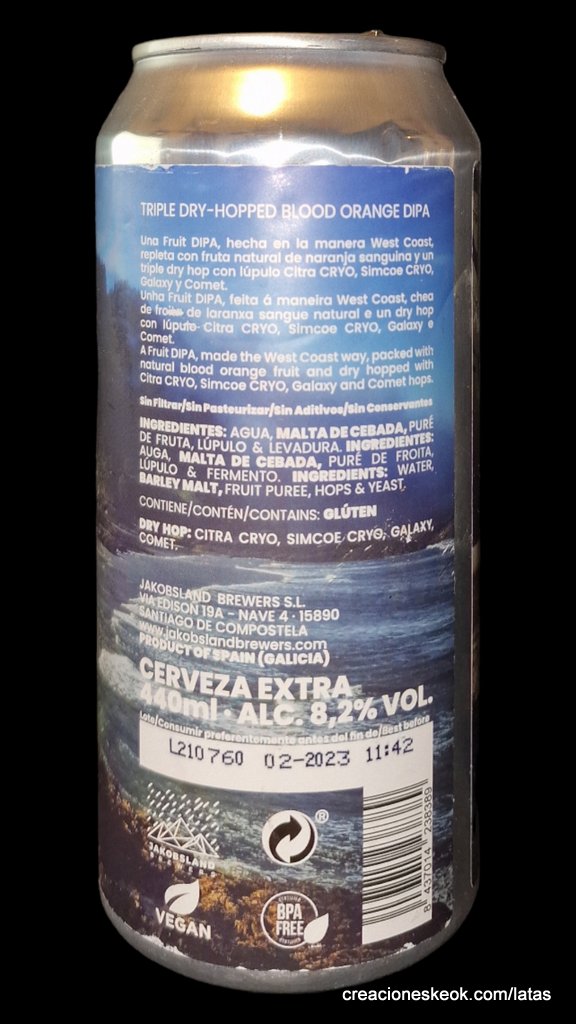 TRIPLE DRY-HOPPED BLOOD ORANGE DIPA
Una Fruit DIPA, hecha en la manera West Coast,
repleta con fruta natural de naranja sanguina y un
triple dry hop con lúpulo Citra CRYO, Simcoe CRYO,
Galaxy y Comet.
Unha Fruit DIPA, feita á maneira West Coast, chea
de froita de laranxa sangue natural e un dry hop
con lúpulo Citra CRYO, Simcoe CRYO, Galaxy e
Comet.
A Fruit DIPA, made the West Coast way, packed with
natural blood orange fruit and dry hopped with
Citra CRYO, Simcoe CRYO, Galaxy and Comet hops.
Sin Filtrar/Sin Pasteurizar/Sin Aditivos/Sin Conservantes
INGREDIENTES: AGUA, MALTA DE CEBADA, PURÉ
DE FRUTA, LÚPULO & LEVADURA. INGREDIENTES:
AUGA, MALTA DE CEBADA, PURÉ DE FROITA,
LÚPULO & FERMENTO. INGREDIENTS: WATER,
BARLEY MALT, FRUIT PUREE, HOPS & YEAST.
CONTIENE/CONTÉN/CONTAINS: GLÚTEN
DRY HOP: CITRA CRYO, SIMCOE CRYO, GALAXY,
COMET.
JAKOBSLAND BREWERS S.L.
VIA EDISON 19A - NAVE 4 · 15890
SANTIAGO DE COMPOSTELA
www.jakobslandbrewers.com
PRODUCT OF SPAIN (GALICIA)
CERVEZA EXTRA
440ml · ALC. 8,2% VOL.
Lote/Consumir preferentemente antes del fin de/Best before
L210760 02-2023 11:42
JAKOBSLAND
BREWERS
®
VEGAN
CERTIFIED
BPA
FREE
CERTIFIED
8 437014 238389
creacioneskeok.com/latas